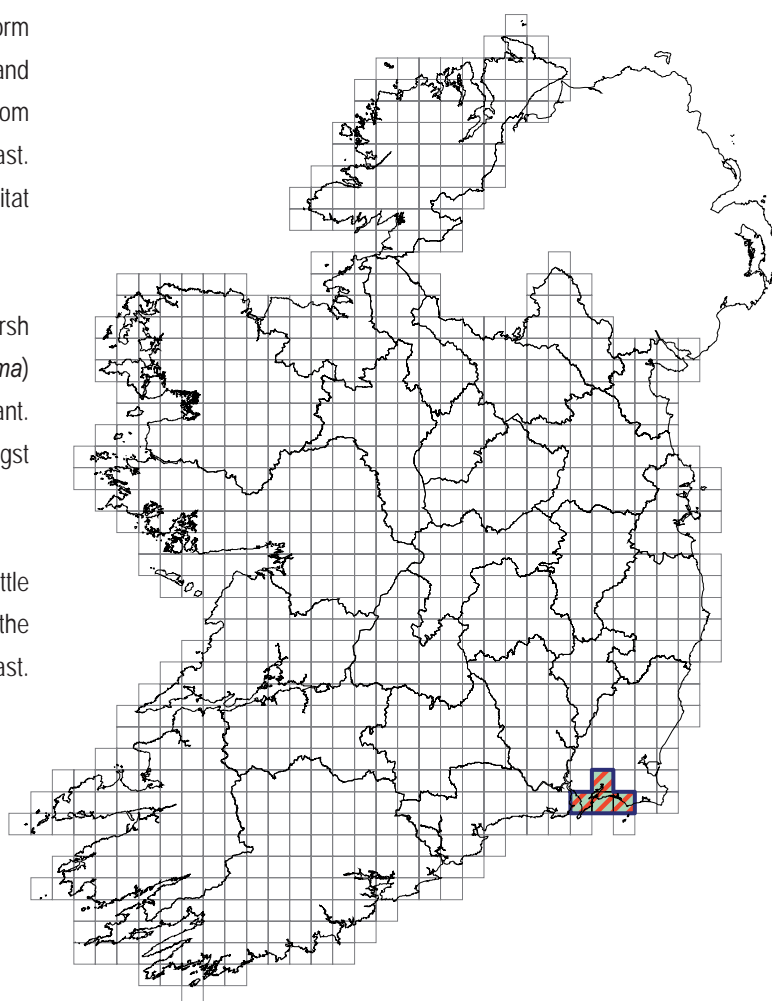 orm
and
om
ast.
itat
rsh
ma)
ant.
gst
ttle
the
ast.